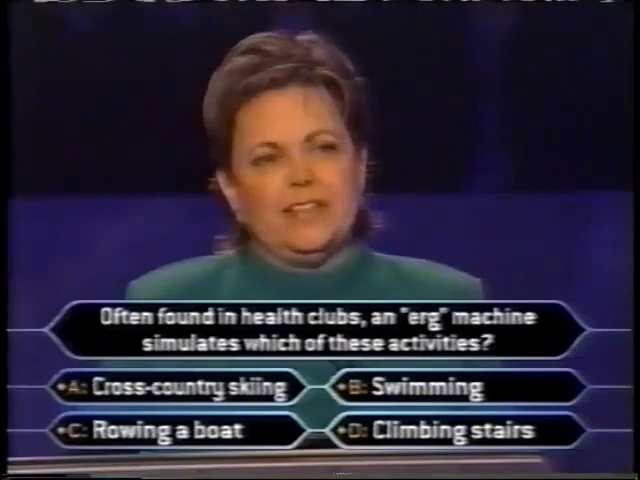 Often found in health clubs, an "erg" machine
simulates which of these activities?
A: Cross-country skiing
B: Swimming
C: Rowing a boat
D: Climbing stairs